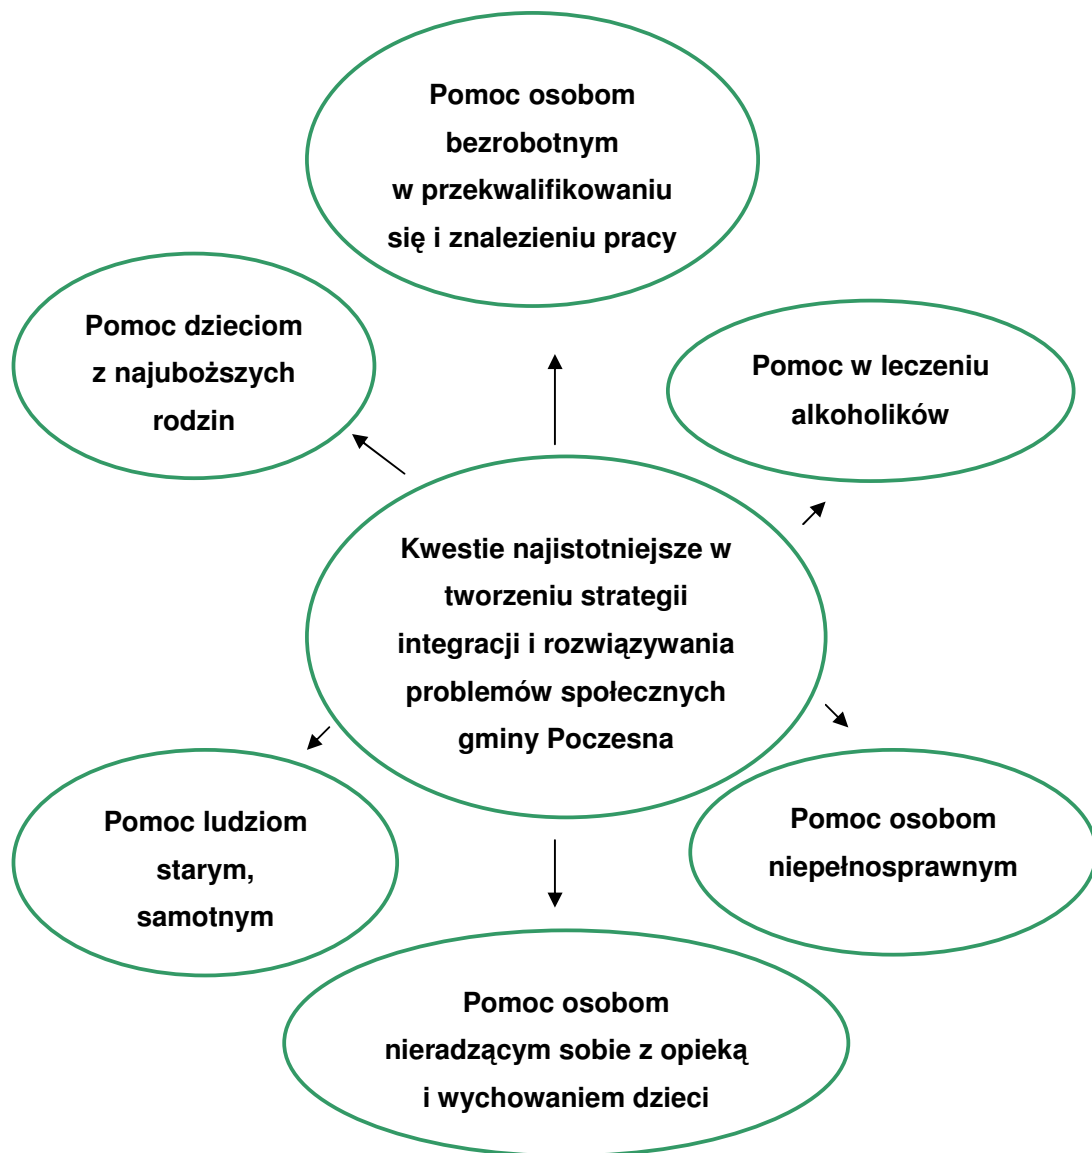 Pomoc osobom
bezrobotnym
w przekwalifikowaniu
się i znalezieniu pracy
Pomoc dzieciom
z najuboższych
rodzin
Pomoc w leczeniu
alkoholików
Kwestie najistotniejsze w
tworzeniu strategii
integracji i rozwiązywania
problemów społecznych
gminy Poczesna
Pomoc ludziom
starym,
samotnym
Pomoc osobom
niepełnosprawnym
Pomoc osobom
nieradzącym sobie z opieką
i wychowaniem dzieci